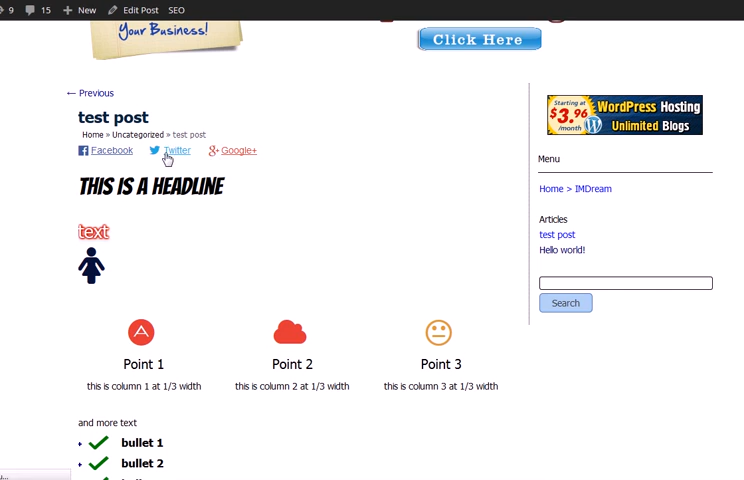 9 15 New Edit Post SEO
Your Business!
Click Here
← Previous
test post
Home » Uncategorized » test post
Facebook Twitter Google+
THIS IS A HEADLINE
text
Point 1 Point 2 Point 3
this is column 1 at 1/3 width this is column 2 at 1/3 width this is column 3 at 1/3 width
and more text
bullet 1
bullet 2
Starting at
$3.96
/month
WordPress Hosting
Unlimited Blogs
Menu
Home > IMDream
Articles
test post
Hello world!
Search